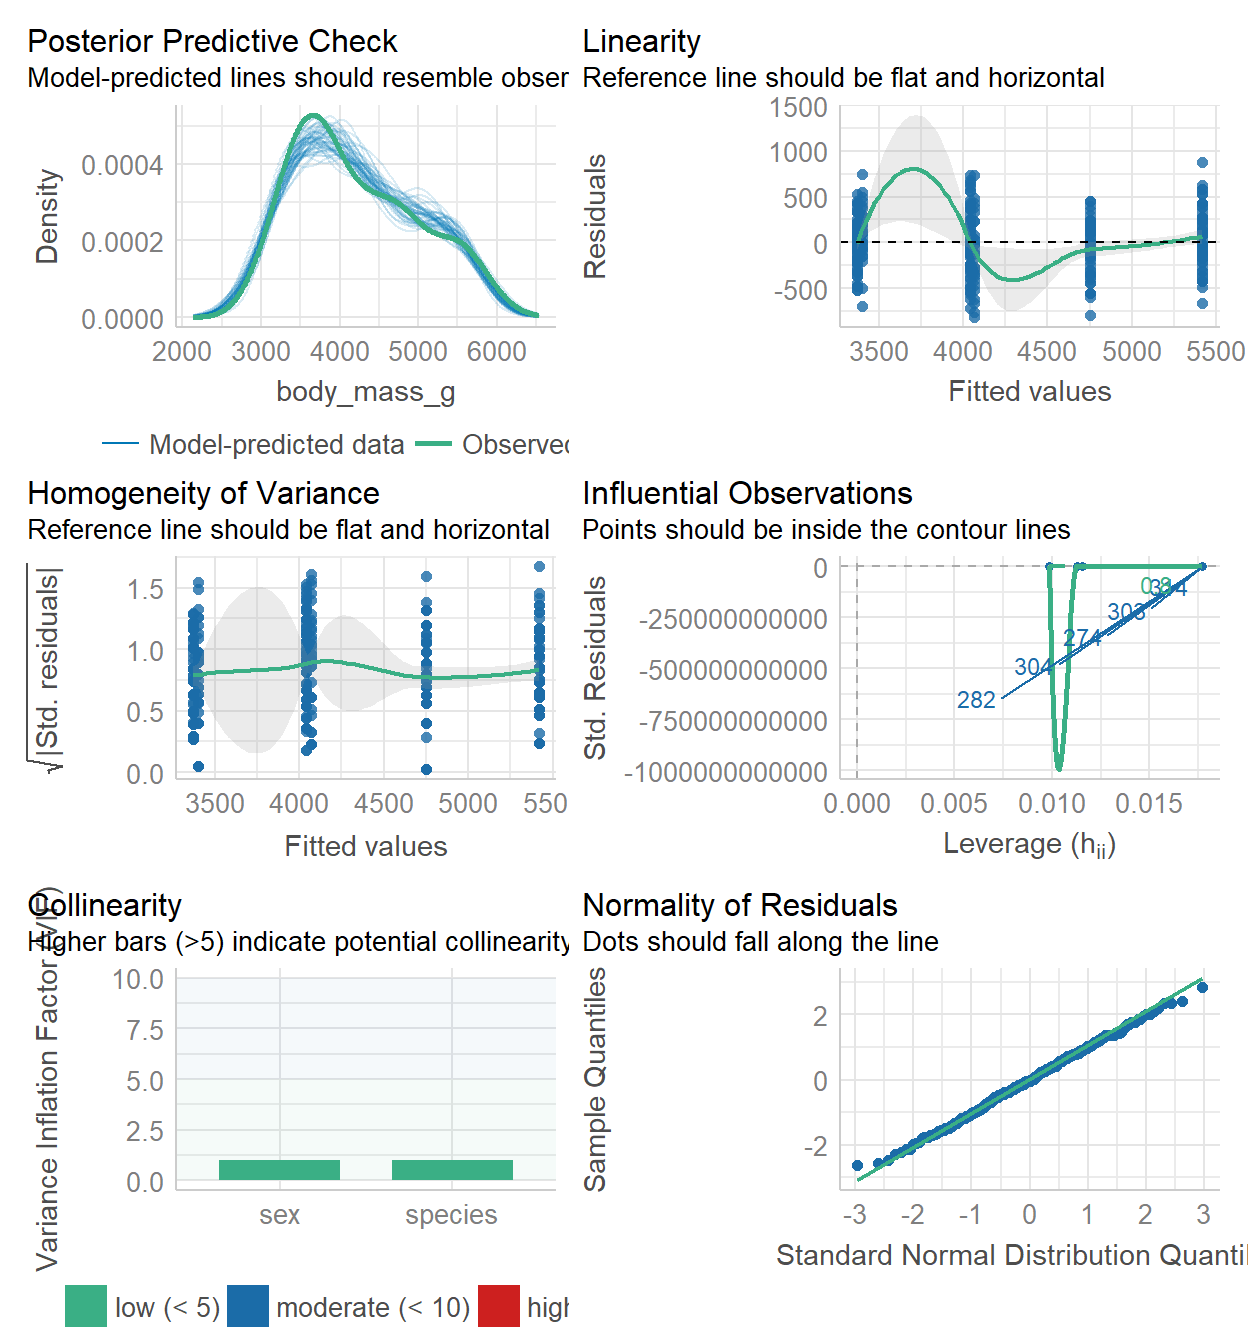 Posterior Predictive Check
Model-predicted lines should resemble obser
Density
0.0004
0.0002
0.0000
2000 3000 4000 5000 6000
body_mass_g
Model-predicted data Observed
Linearity
Reference line should be flat and horizontal
Residuals
1500
1000
500
0
-500
3500 4000 4500 5000 5500
Fitted values
Homogeneity of Variance
Reference line should be flat and horizontal
√|Std. residuals|
1.5
1.0
0.5
0.0
3500 4000 4500 5000 550
Fitted values
Influential Observations
Points should be inside the contour lines
Std. Residuals
0
-250000000000
-500000000000
-750000000000
-1000000000000
0.8
303
274
304
282
0.000 0.005 0.010 0.015
Leverage (hii)
Collinearity
Higher bars (>5) indicate potential collinearity
Variance Inflation Factor (VIF)
10.0
7.5
5.0
2.5
0.0
sex species
low (< 5) moderate (< 10) high
Normality of Residuals
Dots should fall along the line
Sample Quantiles
2
0
-2
-3 -2 -1 0 1 2 3
Standard Normal Distribution Quantil